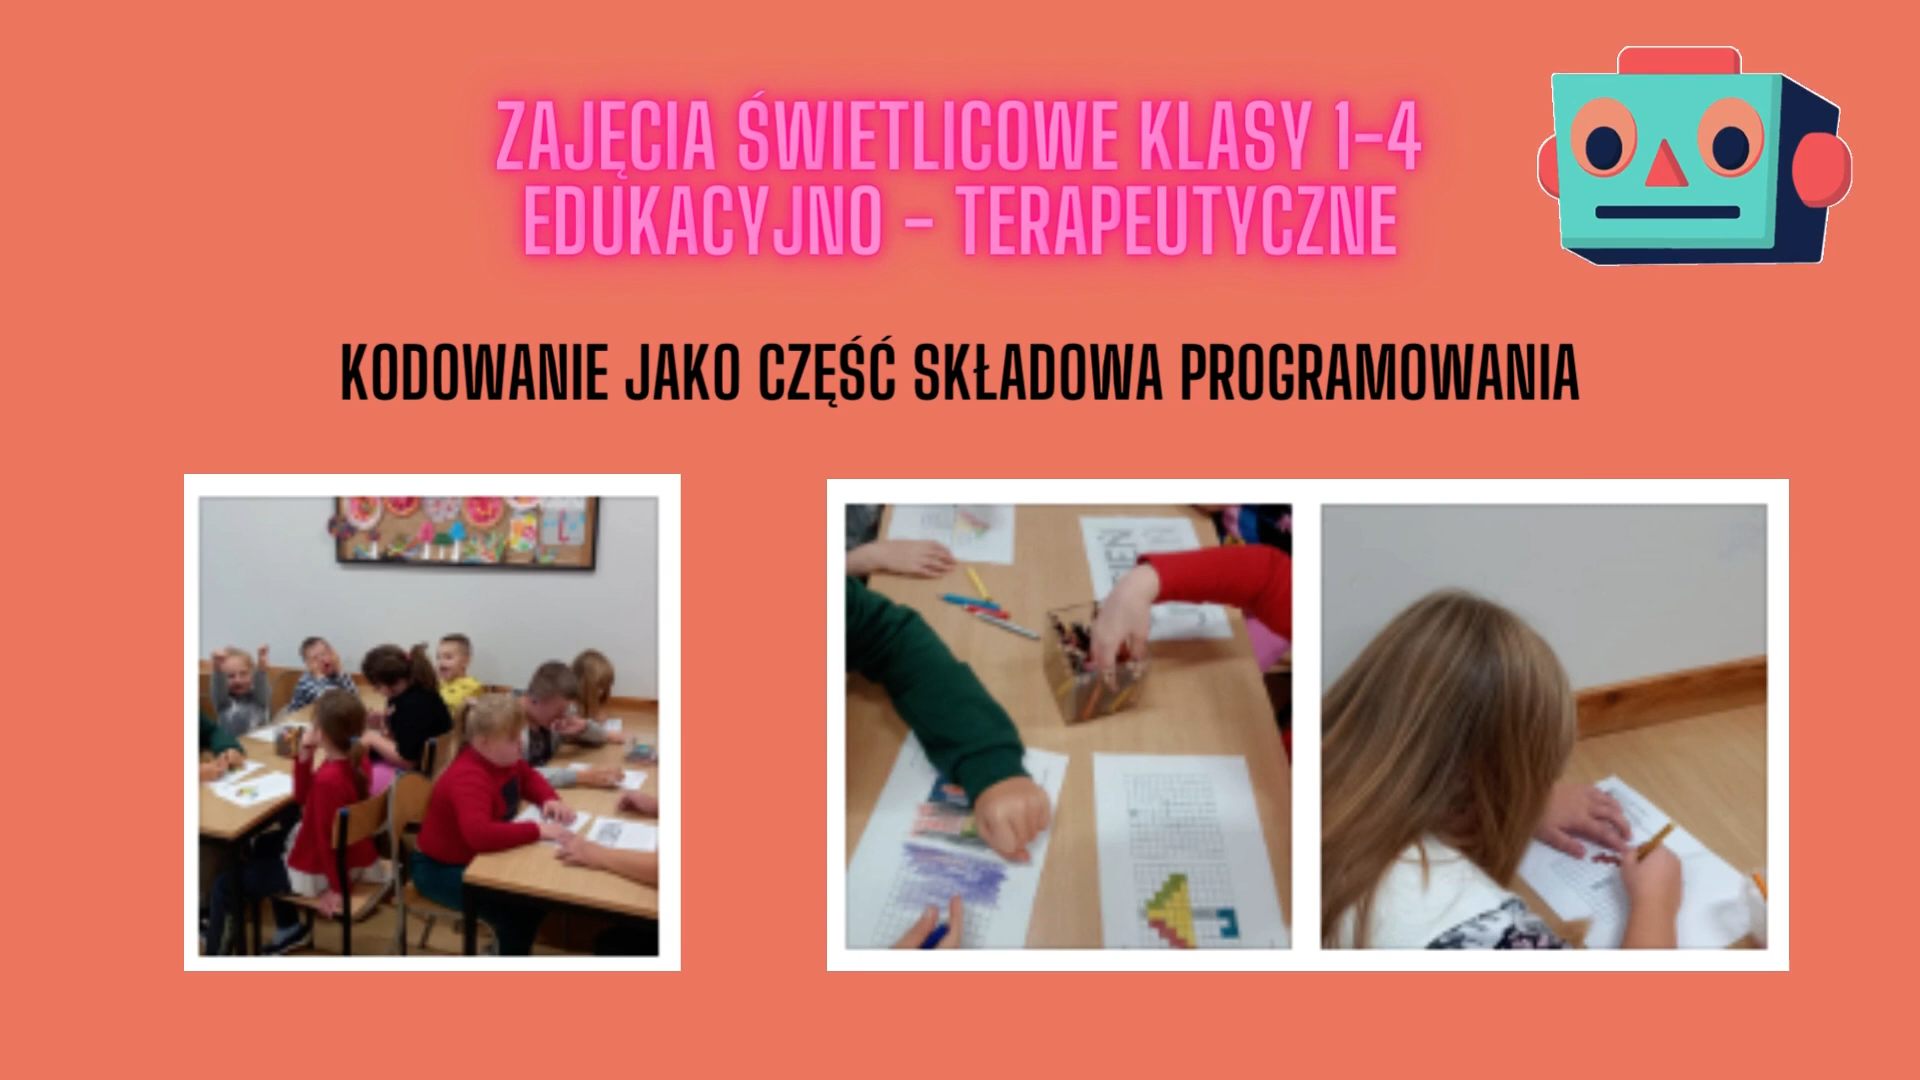 ZAJĘCIA ŚWIETLICOWE KLASY 1-4
EDUKACYJNO - TERAPEUTYCZNE
KODOWANIE JAKO CZĘŚĆ SKŁADOWA PROGRAMOWANIA